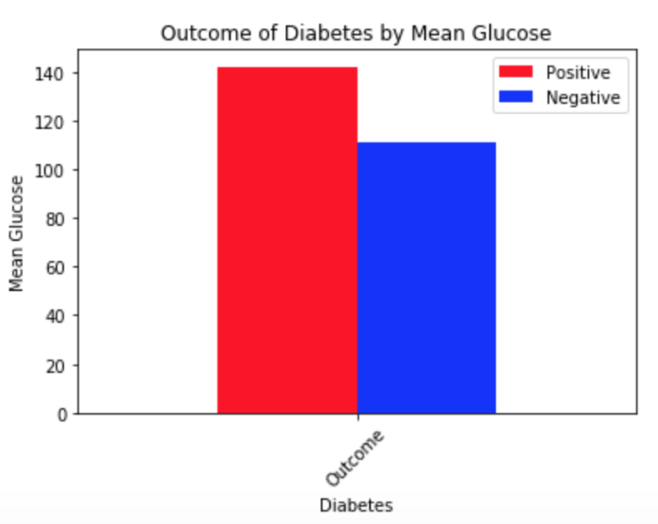 Outcome of Diabetes by Mean Glucose
Positive
Negative
140
120
100
80
60
40
20
0
Mean Glucose
Outcome
Diabetes